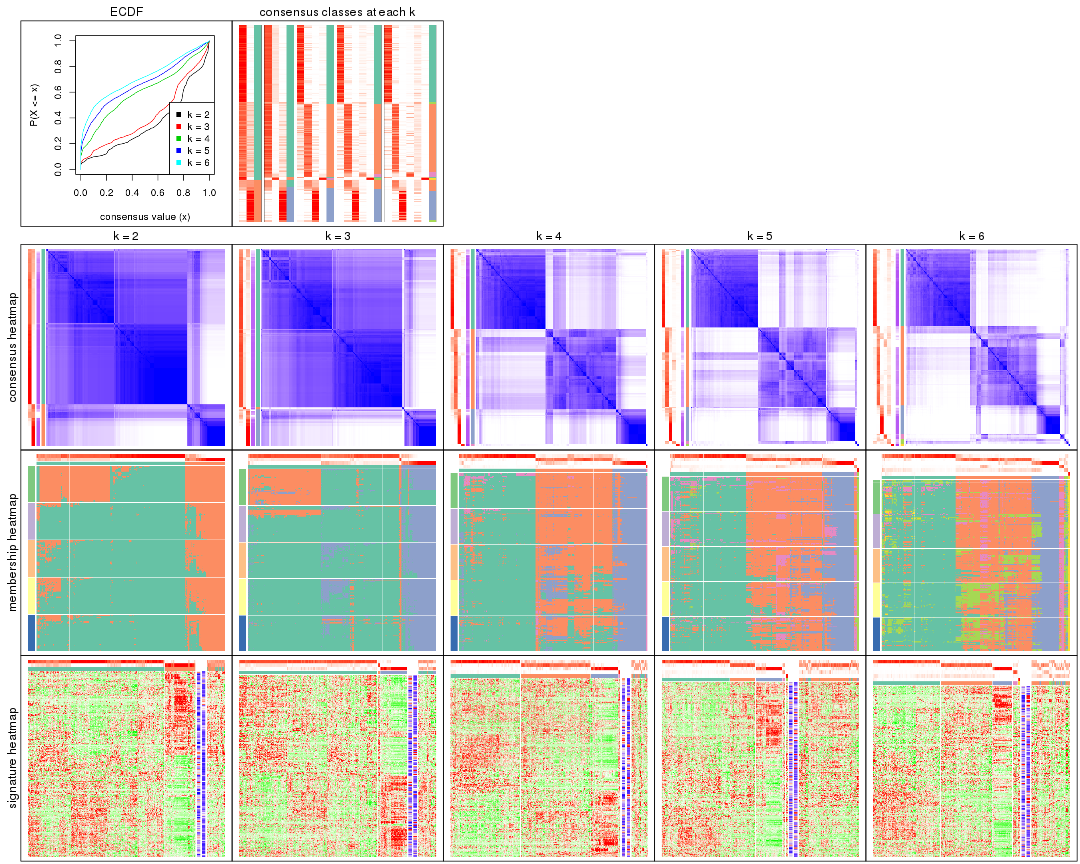 ECDF
consensus classes at each k
P(X <= x)
0.0 0.2 0.4 0.6 0.8 1.0
k = 2
k = 3
k = 4
k = 5
k = 6
0.0 0.2 0.4 0.6 0.8 1.0
consensus value (x)
k = 2
k = 3
k = 4
k = 5
k = 6
consensus heatmap
membership heatmap
signature heatmap